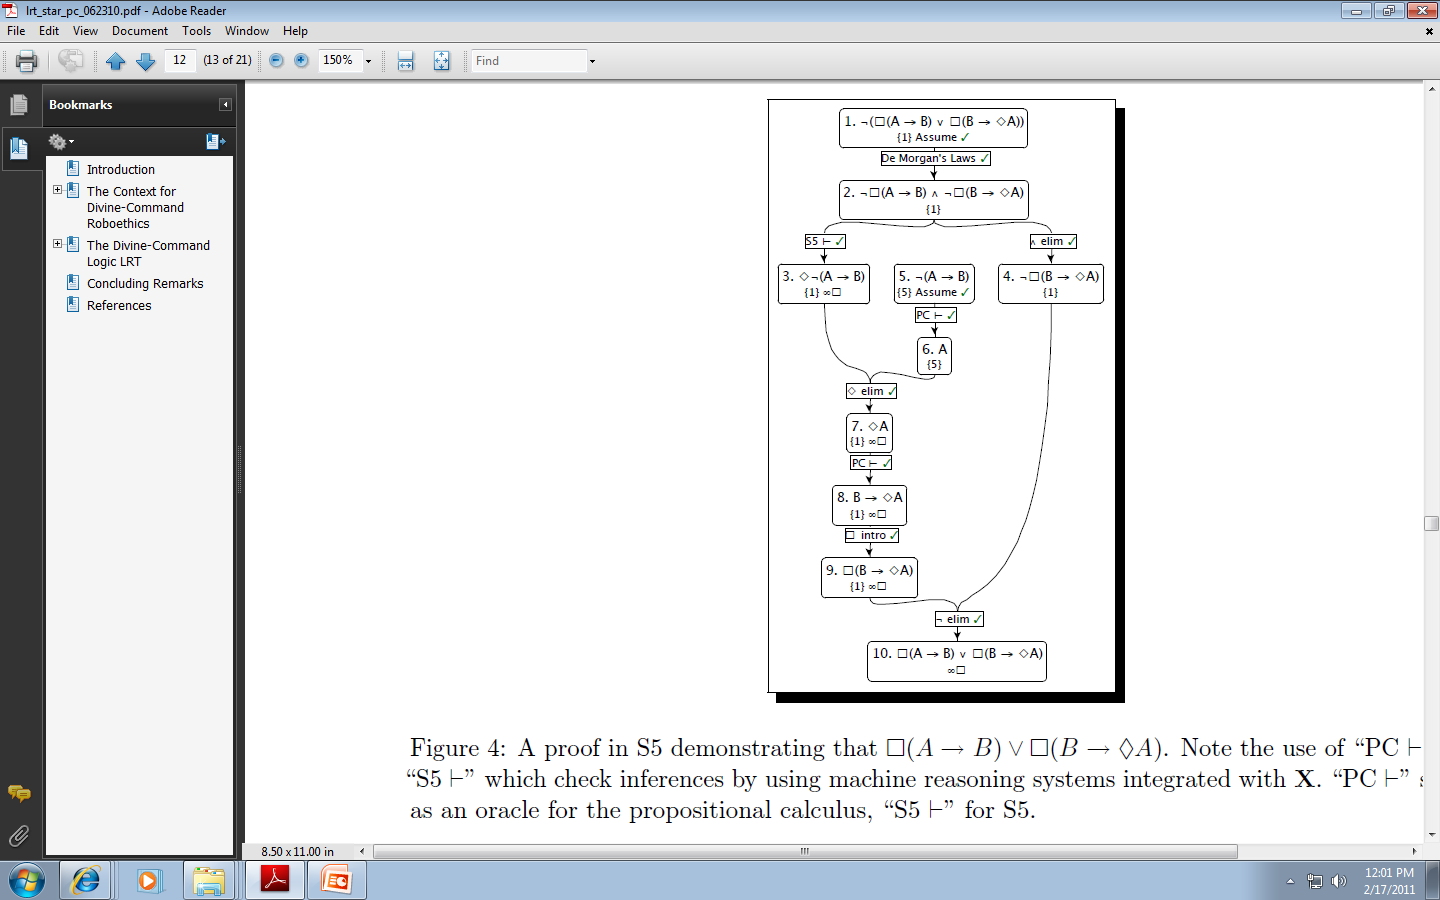 lrt_star_pc_062310.pdf - Adobe Reader
File Edit View Document Tools Window Help
12 (13 of 21) 150% Find
Bookmarks
Introduction
The Context for
Divine-Command
Roboethics
The Divine-Command
Logic LRT
Concluding Remarks
References
1. ¬(□(A → B) ∨ □(B → ◇A))
{1} Assume ✓
De Morgan's Laws ✓
2. ¬□(A → B) ∧ ¬□(B → ◇A)
{1}
S5 ⊢ ✓
∧ elim ✓
3. ◇¬(A → B)
{1} ∞□
5. ¬(A → B)
{5} Assume ✓
4. ¬□(B → ◇A)
{1}
PC ⊢ ✓
6. A
{5}
◇ elim ✓
7. ◇A
{1} ∞□
PC ⊢ ✓
8. B → ◇A
{1} ∞□
□ intro ✓
9. □(B → ◇A)
{1} ∞□
¬ elim ✓
10. □(A → B) ∨ □(B → ◇A)
∞□
Figure 4: A proof in S5 demonstrating that □(A → B) ∨ □(B → ◊A). Note the use of “PC ⊢
“S5 ⊢” which check inferences by using machine reasoning systems integrated with X. “PC ⊢” s
as an oracle for the propositional calculus, “S5 ⊢” for S5.
8.50 x 11.00 in
12:01 PM
2/17/2011